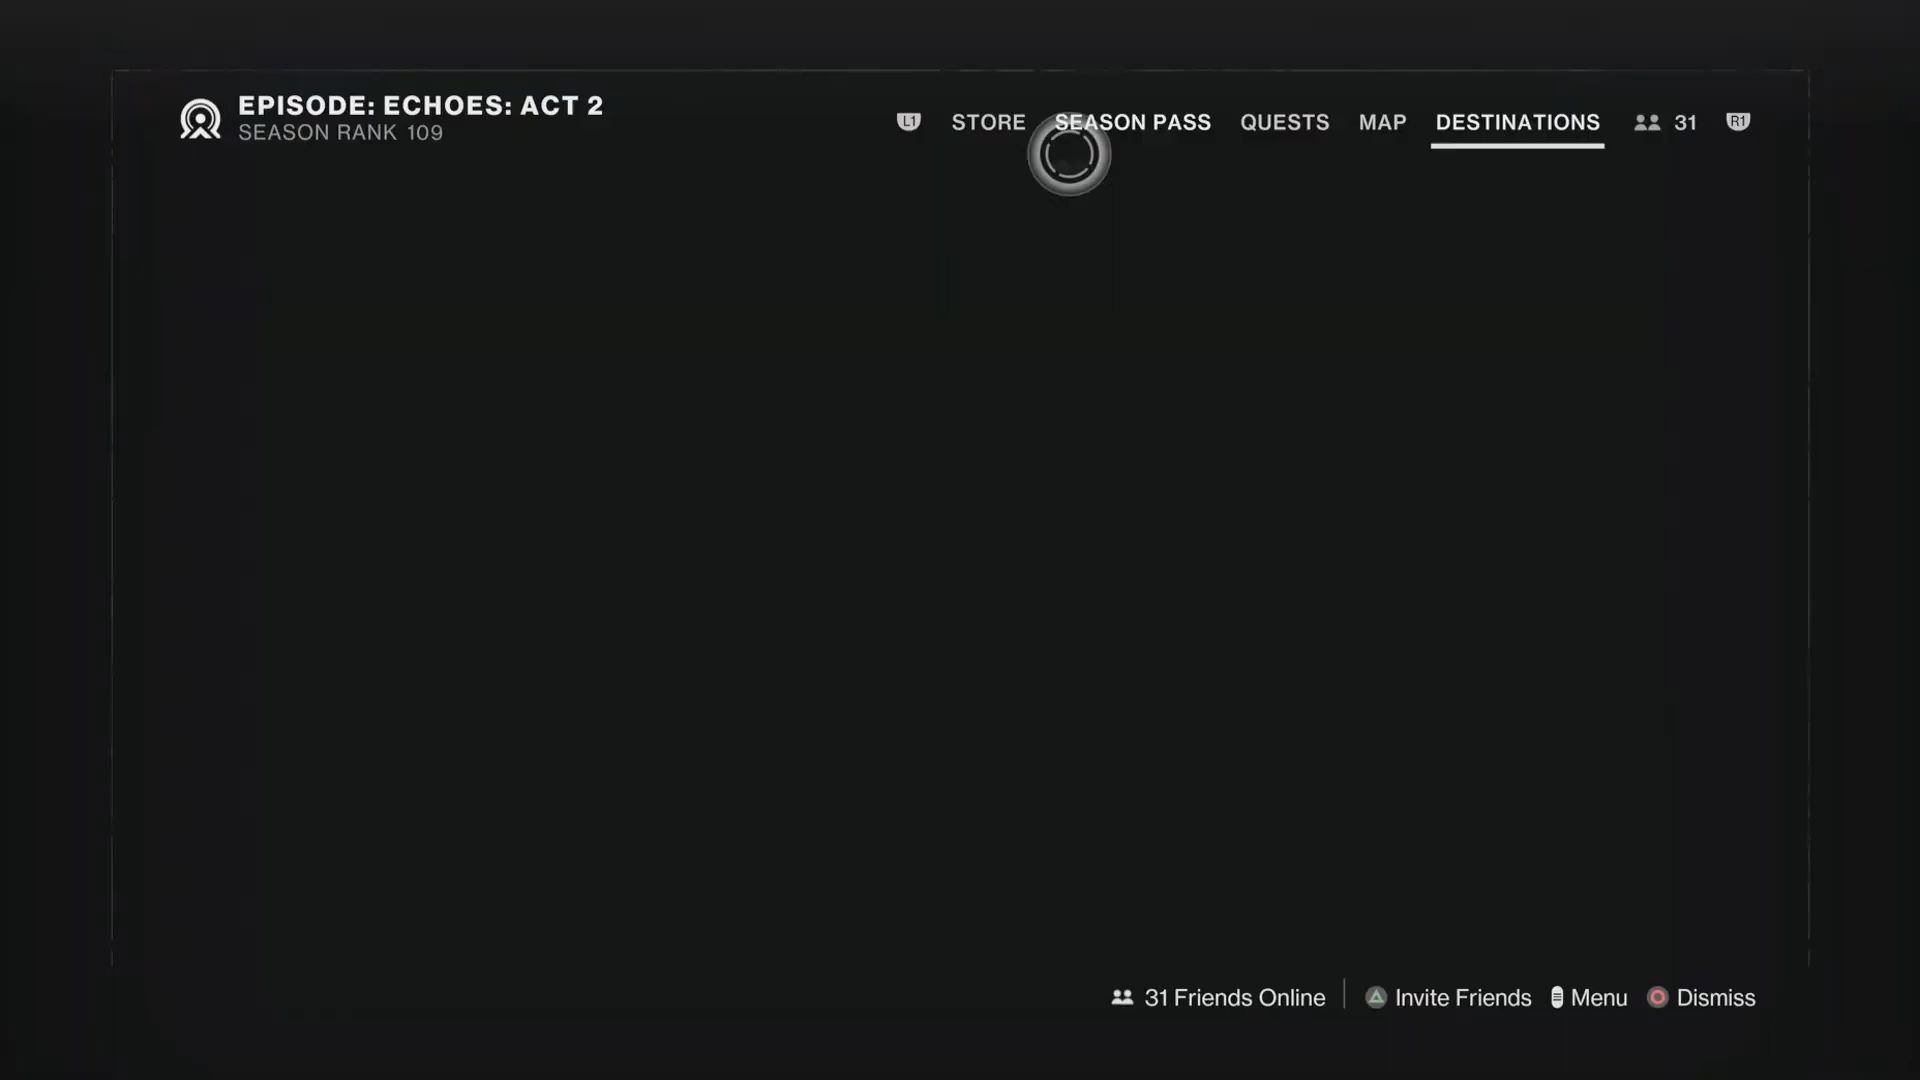 EPISODE: ECHOES: ACT 2
SEASON RANK 109
L1 STORE SEASON PASS QUESTS MAP DESTINATIONS 31 R1
31 Friends Online Invite Friends Menu Dismiss